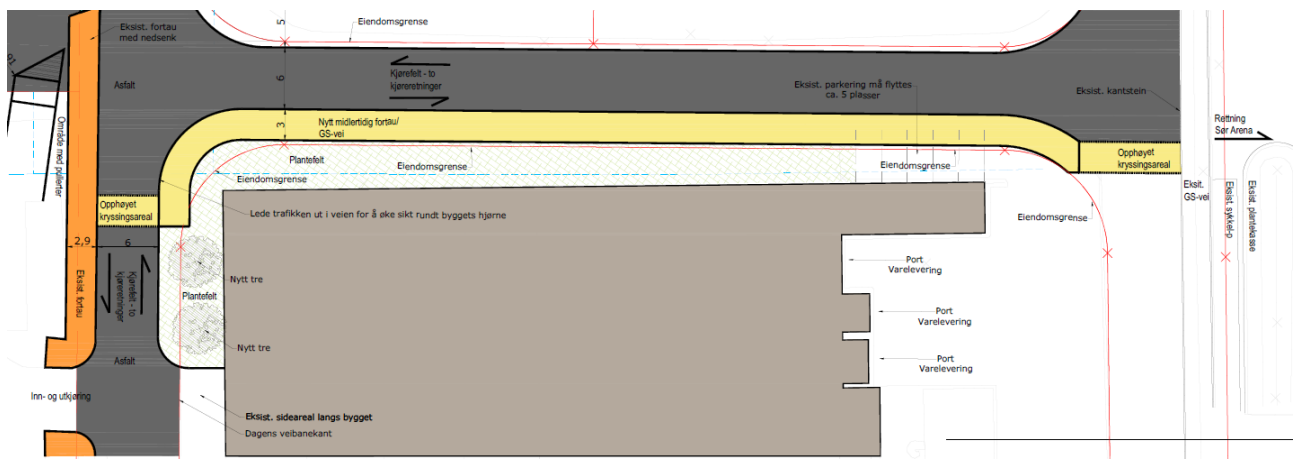 Eksist. fortau
med nedsenk
Eiendomsgrense
5
Asfalt
Kjørefelt - to
kjøreretninger
6
Eksist. parkering må flyttes
ca. 5 plasser
Eksist. kantstein
Rettning
Sør Arena
Område med pullerter
3
Nytt midlertidig fortau/
GS-vei
Plantefelt
Eiendomsgrense
Eiendomsgrense
Opphøyet
kryssingsareal
Eiendomsgrense
Opphøyet
kryssingsareal
Lede trafikken ut i veien for å øke sikt rundt byggets hjørne
Eiendomsgrense
Eksit.
GS-vei
Eksist. sykkel-p
Eksist. plantekasse
2,9
6
Eksist. fortau
Kjørefelt - to
kjøreretninger
Nytt tre
Plantefelt
Port
Varelevering
Port
Varelevering
Nytt tre
Port
Varelevering
Asfalt
Inn- og utkjøring
Eksist. sideareal langs bygget
Dagens veibanekant